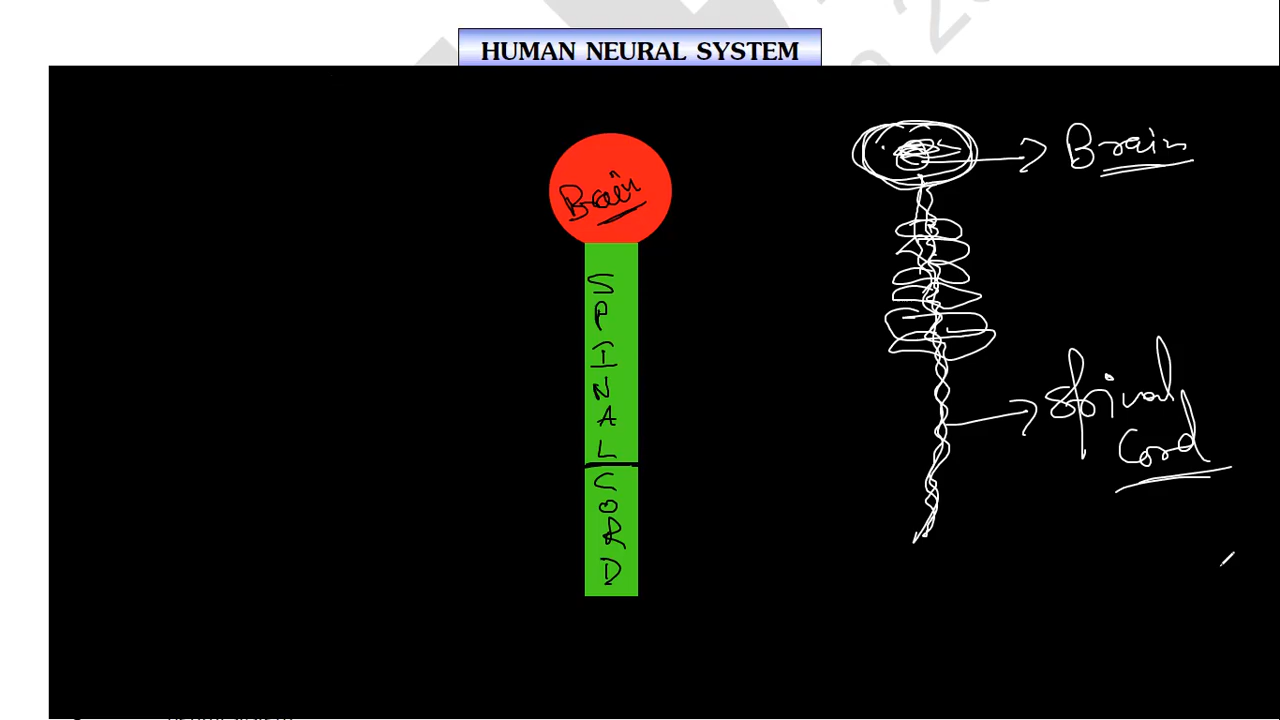 HUMAN NEURAL SYSTEM
Brain
SPINAL
CORD
Brain
Spinal
Cord